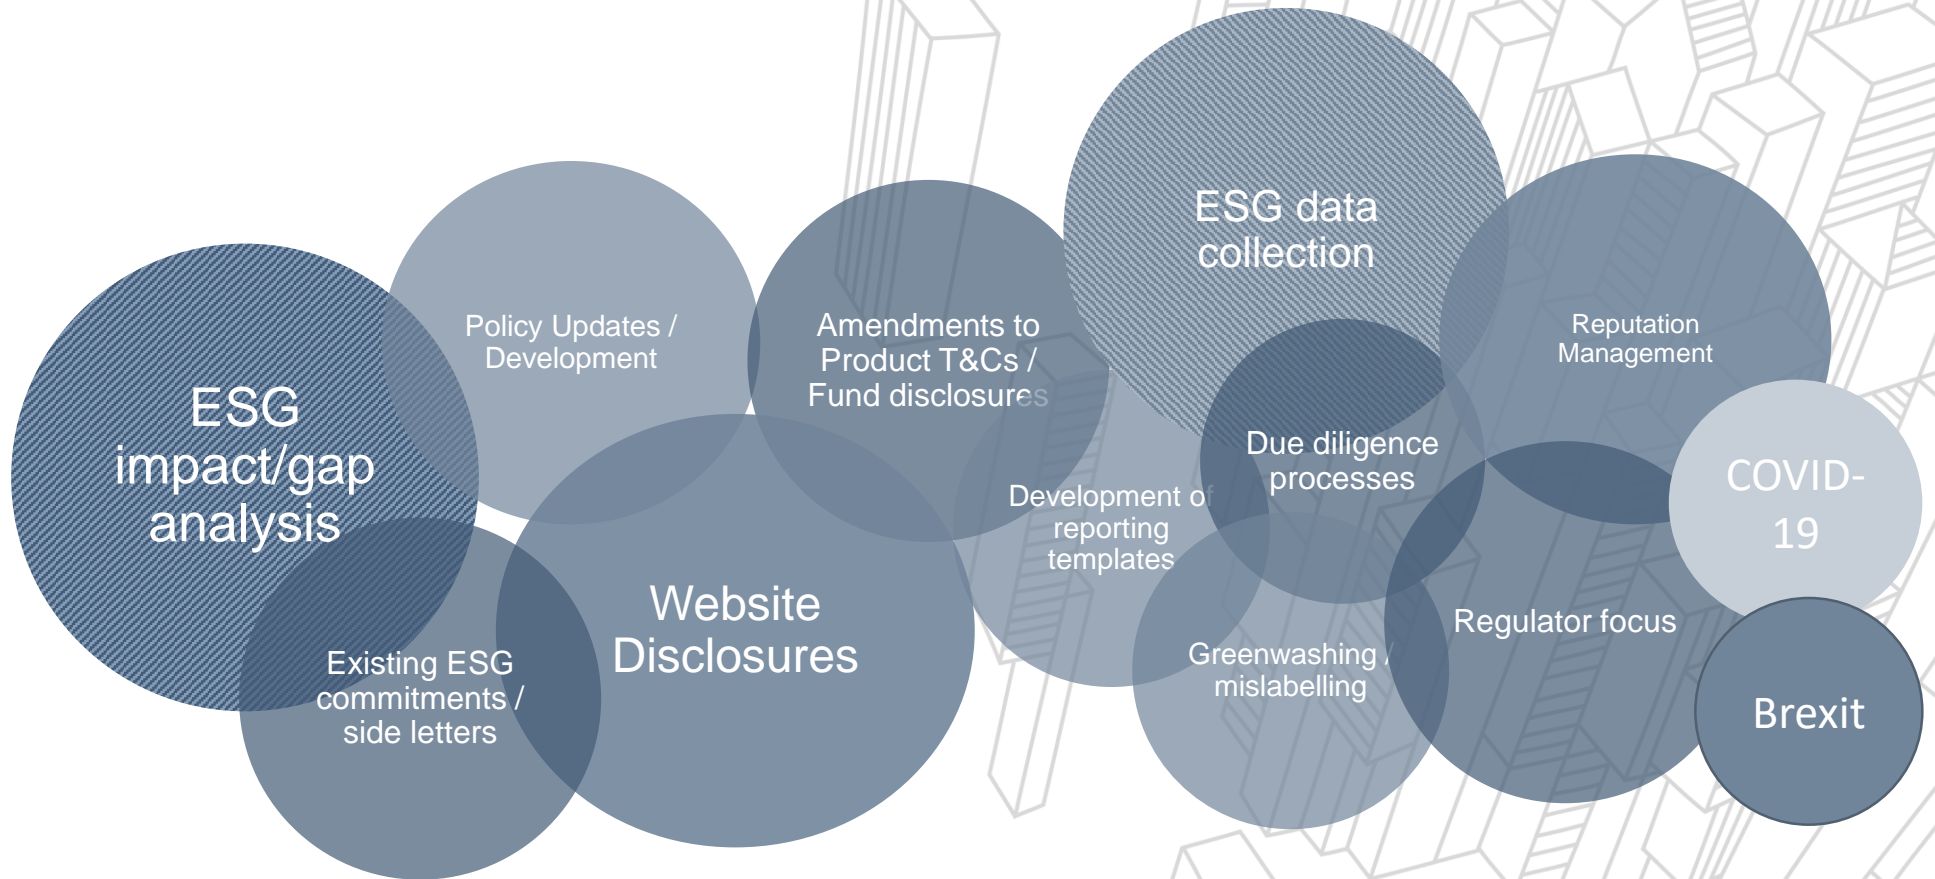 ESG
impact/gap
analysis
Policy Updates /
Development
Existing ESG
commitments /
side letters
Website
Disclosures
Amendments to
Product T&Cs /
Fund disclosures
Development of
reporting
templates
ESG data
collection
Due diligence
processes
Greenwashing /
mislabelling
Reputation
Management
Regulator focus
COVID-
19
Brexit